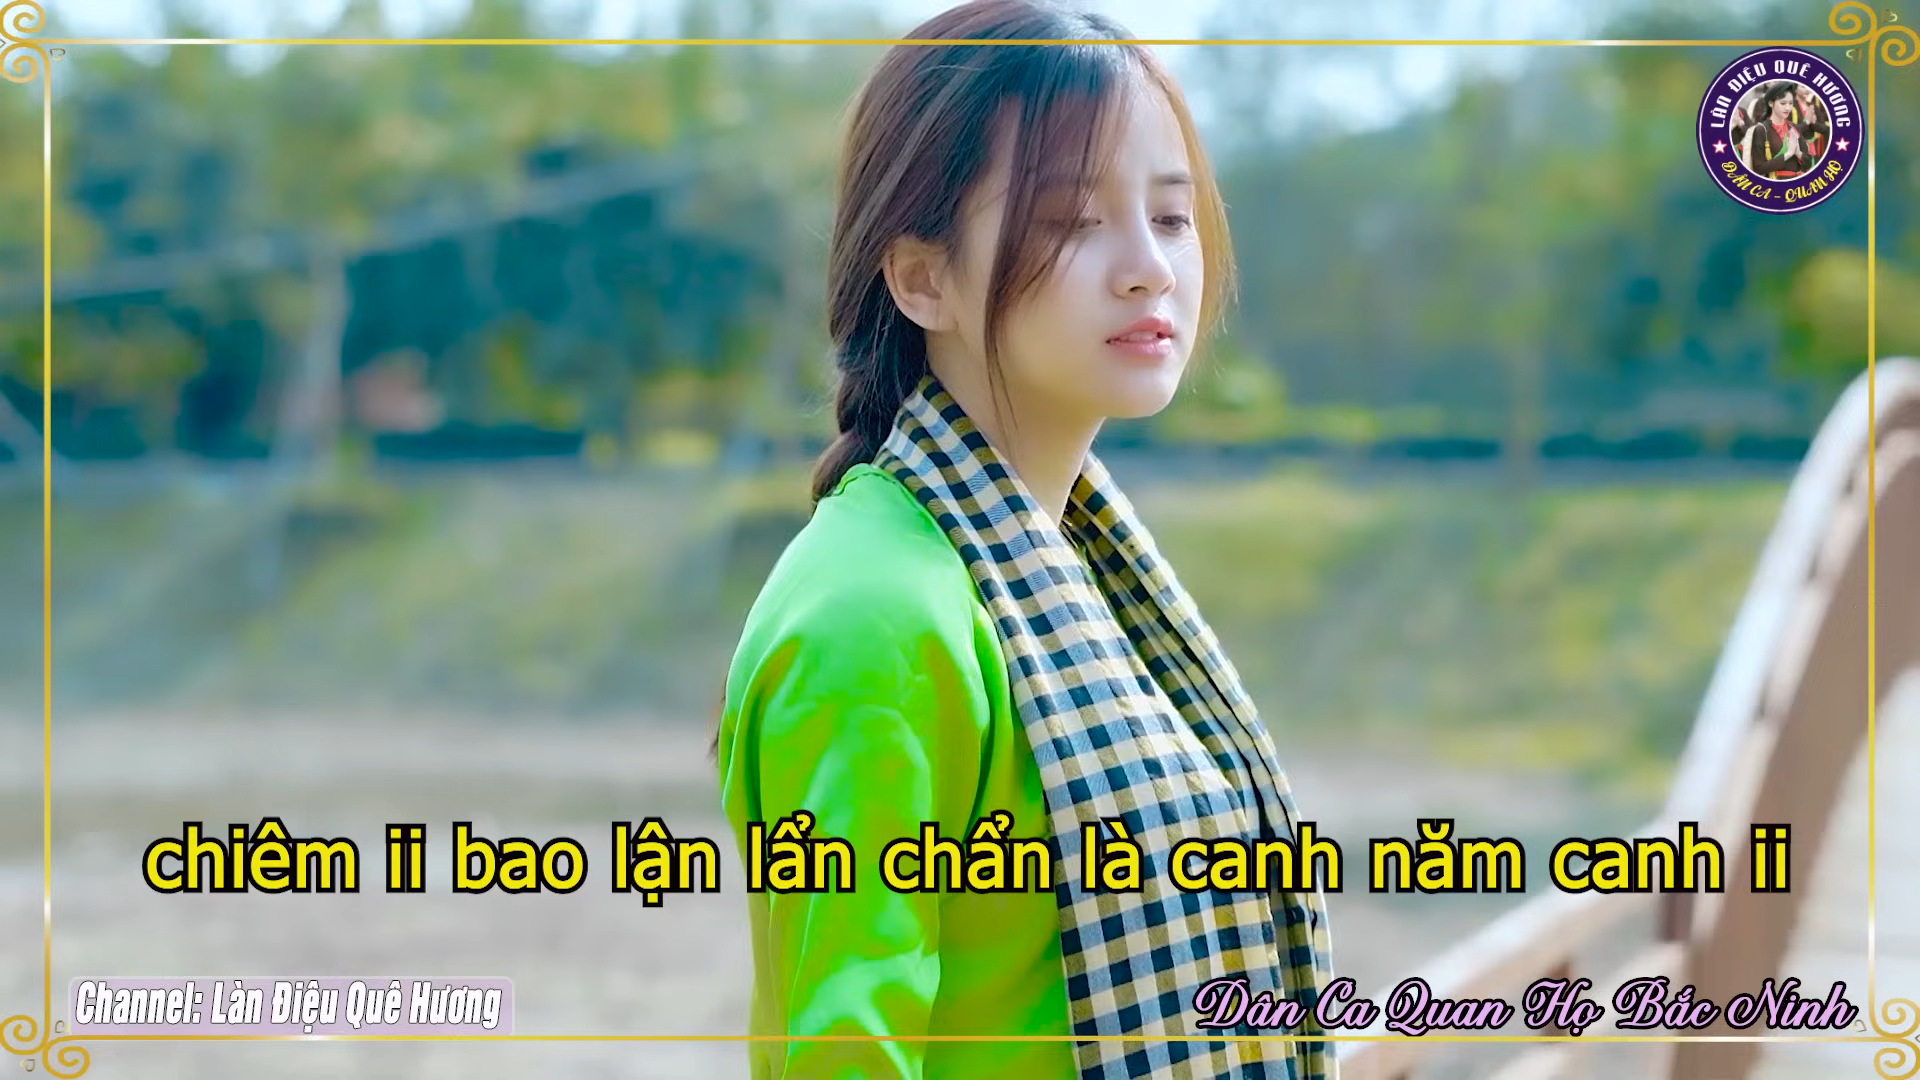 LÀN ĐIỆU QUÊ HƯƠNG
DÂN CA - QUAN HỌ
chiêm ii bao lận lẩn chẩn là canh năm canh ii
Channel: Làn Điệu Quê Hương
Dân Ca Quan Họ Bắc Ninh